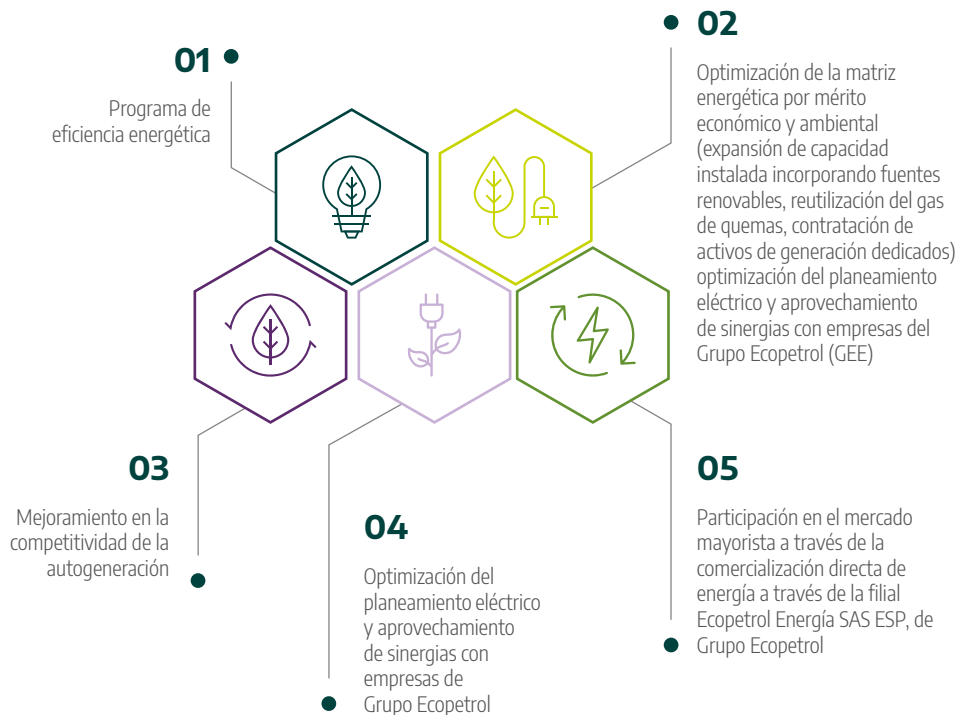 01
Programa de
eficiencia energética
02
Optimización de la matriz
energética por mérito
económico y ambiental
(expansión de capacidad
instalada incorporando fuentes
renovables, reutilización del gas
de quemas, contratación de
activos de generación dedicados)
optimización del planeamiento
eléctrico y aprovechamiento
de sinergias con empresas del
Grupo Ecopetrol (GEE)
03
Mejoramiento en la
competitividad de la
autogeneración
04
Optimización del
planeamiento eléctrico
y aprovechamiento
de sinergias con
empresas de
Grupo Ecopetrol
05
Participación en el mercado
mayorista a través de la
comercialización directa de
energía a través de la filial
Ecopetrol Energía SAS ESP, de
Grupo Ecopetrol